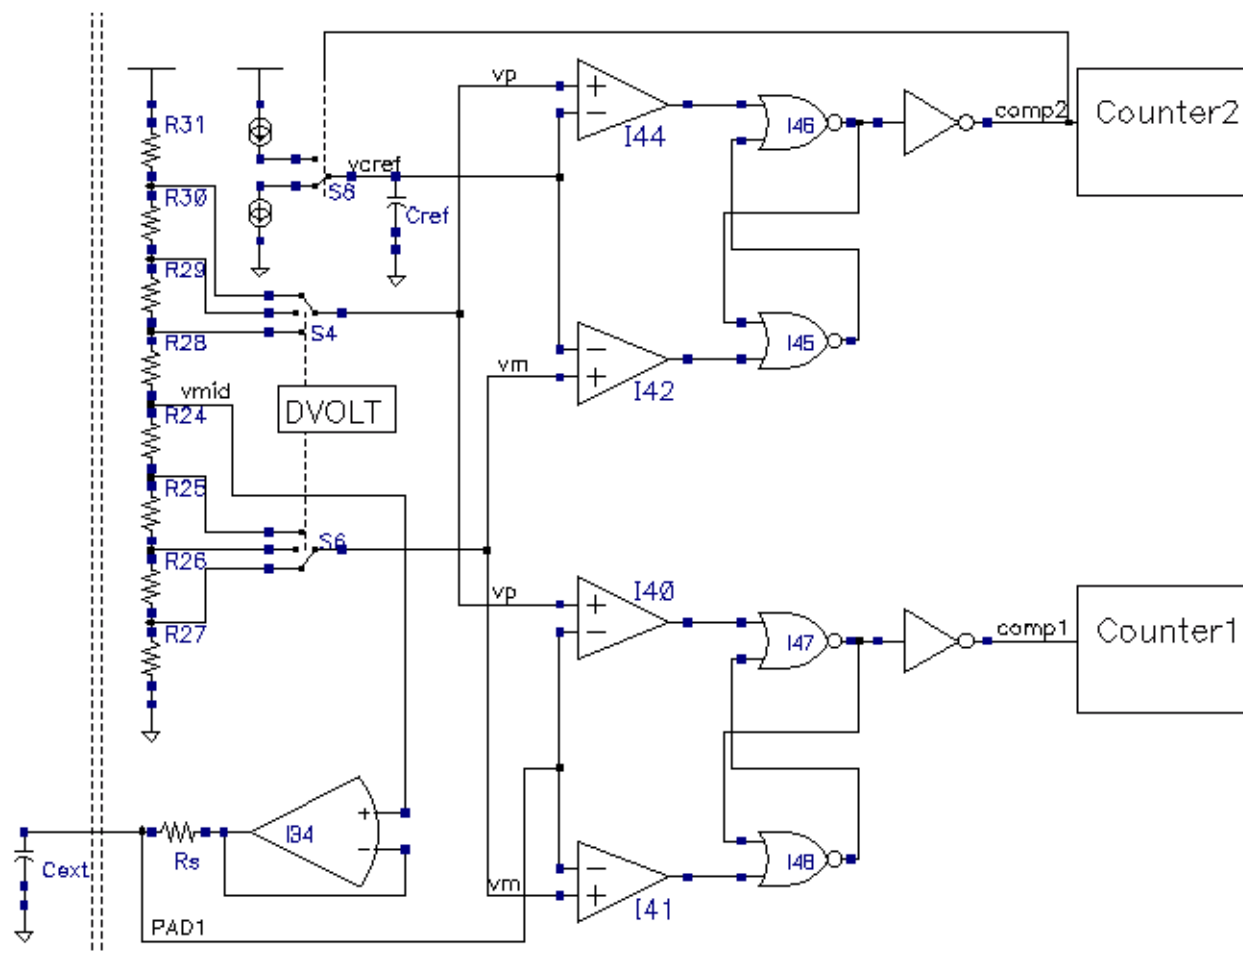 vp
comp2
Counter2
R31
I46
I44
vcref
R30
S8
Cref
R29
S4
I45
R28
vm
I42
vmid
DVOLT
R24
R25
S6
R26
I40
vp
comp1
Counter1
R27
I47
+
-
+
-
-
+
+
-
-
+
I34
Rs
I48
Cext
vm
I41
PAD1